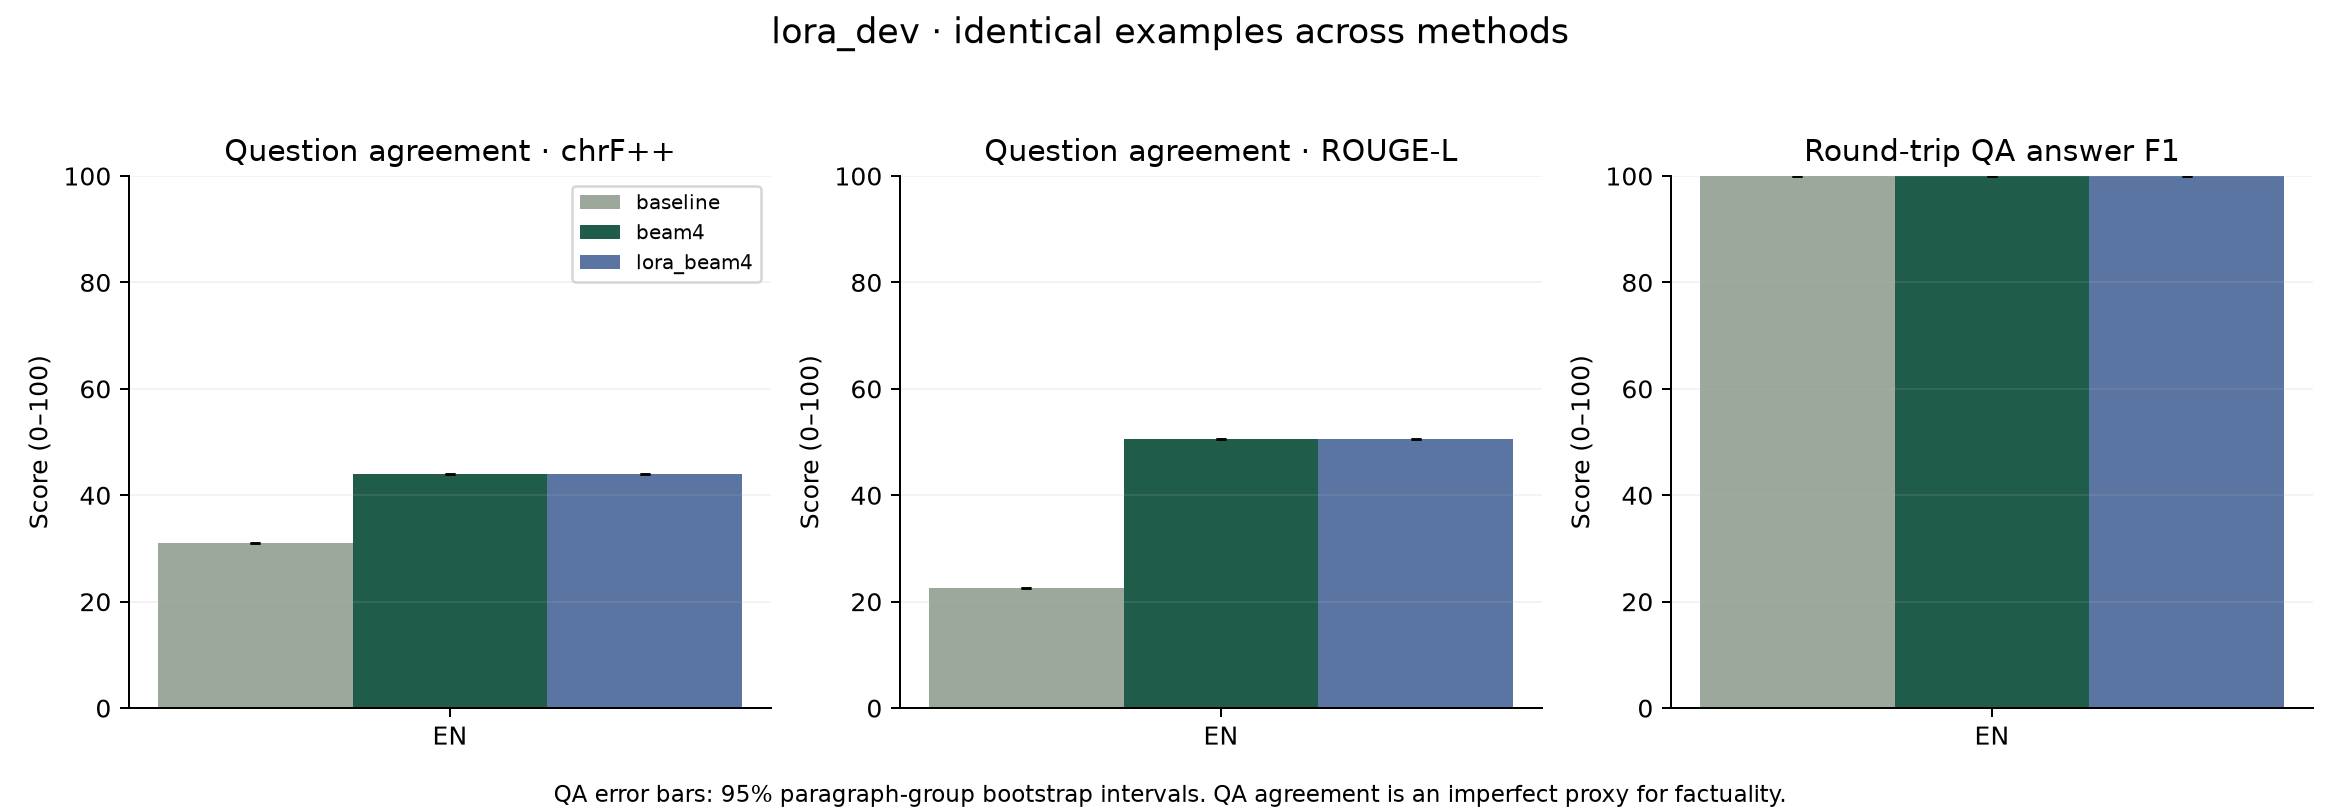 lora_dev · identical examples across methods
Question agreement · chrF++
100
80
60
40
20
0
Score (0–100)
EN
baseline
beam4
lora_beam4
Question agreement · ROUGE-L
100
80
60
40
20
0
Score (0–100)
EN
Round-trip QA answer F1
100
80
60
40
20
0
Score (0–100)
EN
QA error bars: 95% paragraph-group bootstrap intervals. QA agreement is an imperfect proxy for factuality.